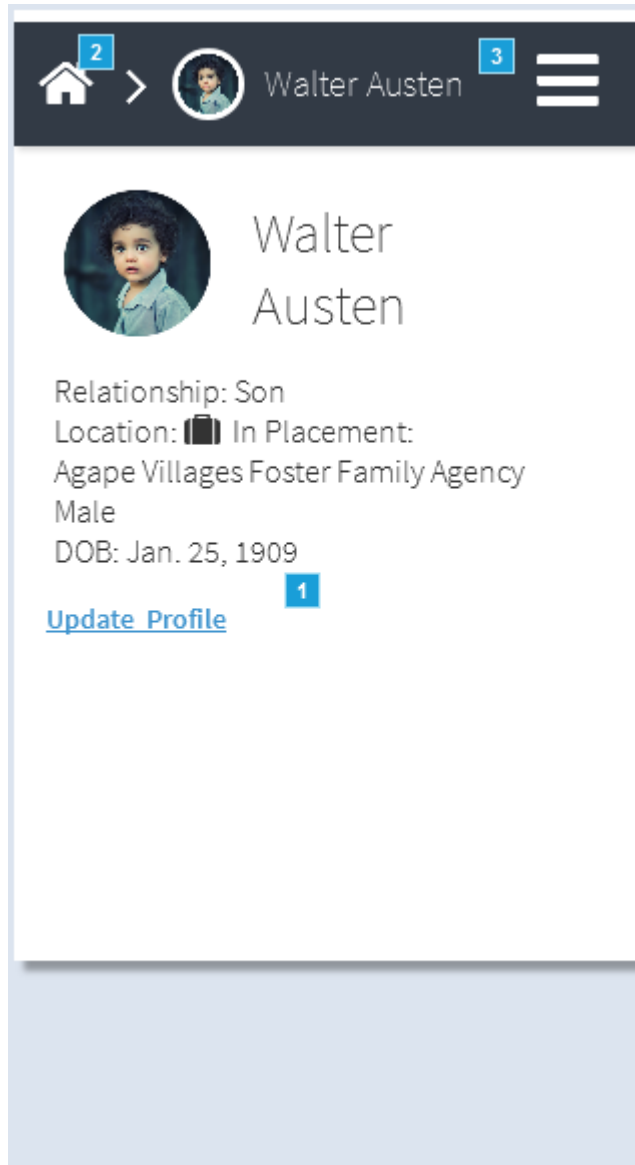 2
3
Walter Austen
Walter
Austen
Relationship: Son
Location: In Placement:
Agape Villages Foster Family Agency
Male
DOB: Jan. 25, 1909
1
Update Profile